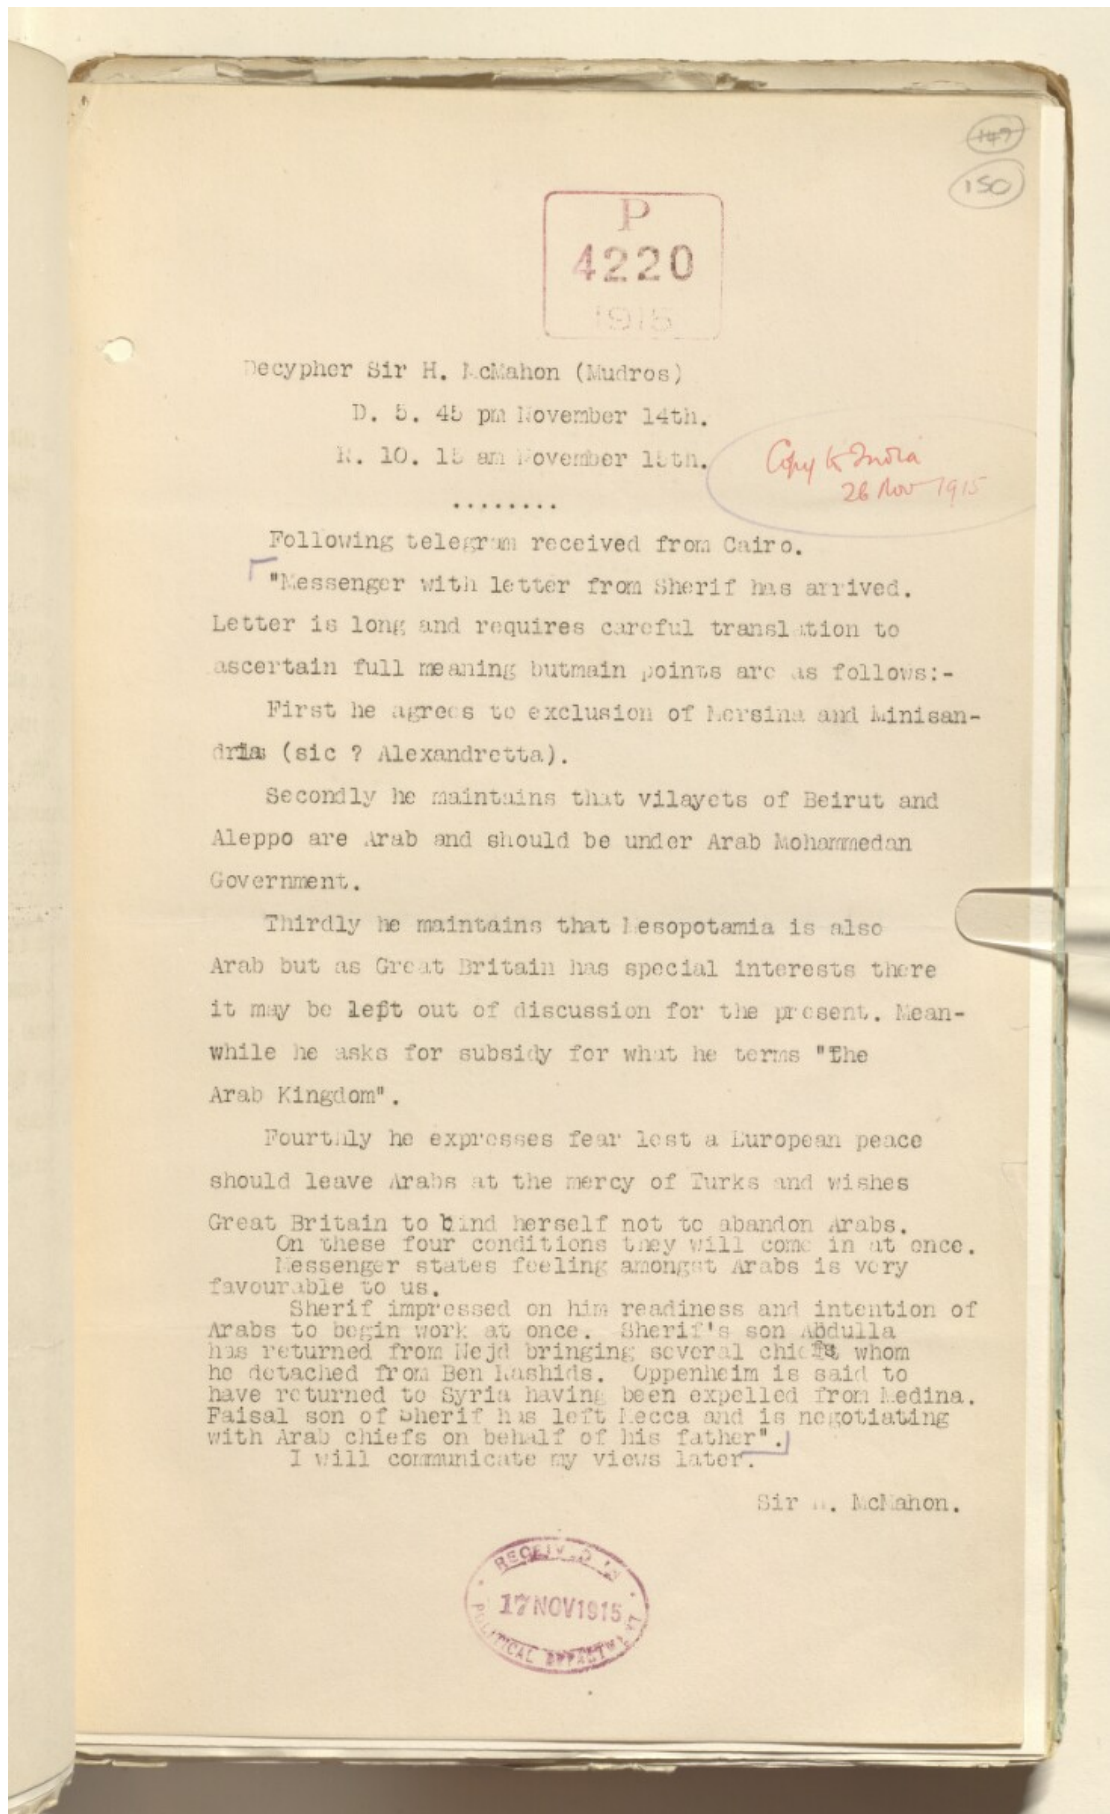 149
150
P
4220
1915
Decypher Sir H. McMahon (Mudros)
D. 5. 45 pm November 14th.
R. 10. 15 am November 15th.
Copy to India
26 Nov 1915
........
Following telegram received from Cairo.
"Messenger with letter from Sherif has arrived.
Letter is long and requires careful translation to
ascertain full meaning butmain points are as follows:-
First he agrees to exclusion of Mersina and Minisan-
dria (sic ? Alexandretta).
Secondly he maintains that vilayets of Beirut and
Aleppo are Arab and should be under Arab Mohammedan
Government.
Thirdly he maintains that Mesopotamia is also
Arab but as Great Britain has special interests there
it may be left out of discussion for the present. Mean-
while he asks for subsidy for what he terms "the
Arab Kingdom".
Fourthly he expresses fear lest a European peace
should leave Arabs at the mercy of Turks and wishes
Great Britain to bind herself not to abandon Arabs.
On these four conditions they will come in at once.
Messenger states feeling amongst Arabs is very
favourable to us.
Sherif impressed on him readiness and intention of
Arabs to begin work at once. Sherif's son Abdulla
has returned from Nejd bringing several chiefs whom
he detached from Ben Rashids. Oppenheim is said to
have returned to Syria having been expelled from Medina.
Faisal son of Sherif has left Mecca and is negotiating
with Arab chiefs on behalf of his father".
I will communicate my views later.
Sir H. McMahon.
RECEIVED IN
17 NOV 1915
POLITICAL DEPARTMENT